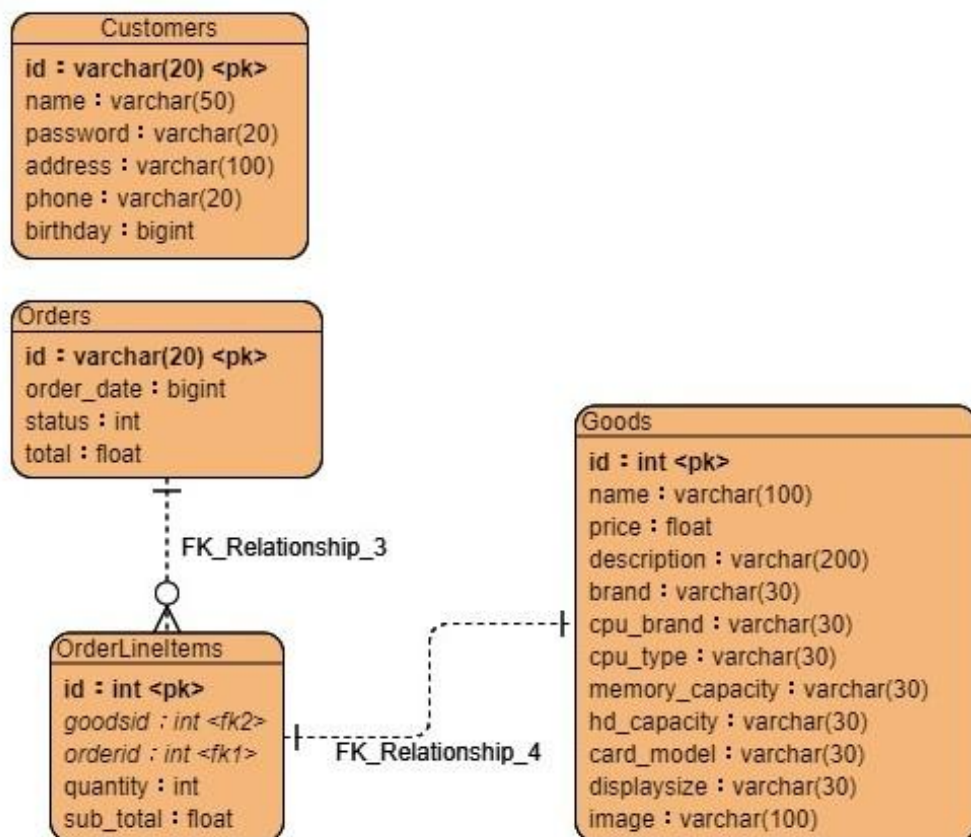 Customers
id : varchar(20) <pk>
name : varchar(50)
password : varchar(20)
address : varchar(100)
phone : varchar(20)
birthday : bigint
Orders
id : varchar(20) <pk>
order_date : bigint
status : int
total : float
FK_Relationship_3
OrderLineItems
id : int <pk>
goodsid : int <fk2>
orderid : int <fk1>
quantity : int
sub_total : float
FK_Relationship_4
Goods
id : int <pk>
name : varchar(100)
price : float
description : varchar(200)
brand : varchar(30)
cpu_brand : varchar(30)
cpu_type : varchar(30)
memory_capacity : varchar(30)
hd_capacity : varchar(30)
card_model : varchar(30)
displaysize : varchar(30)
image : varchar(100)